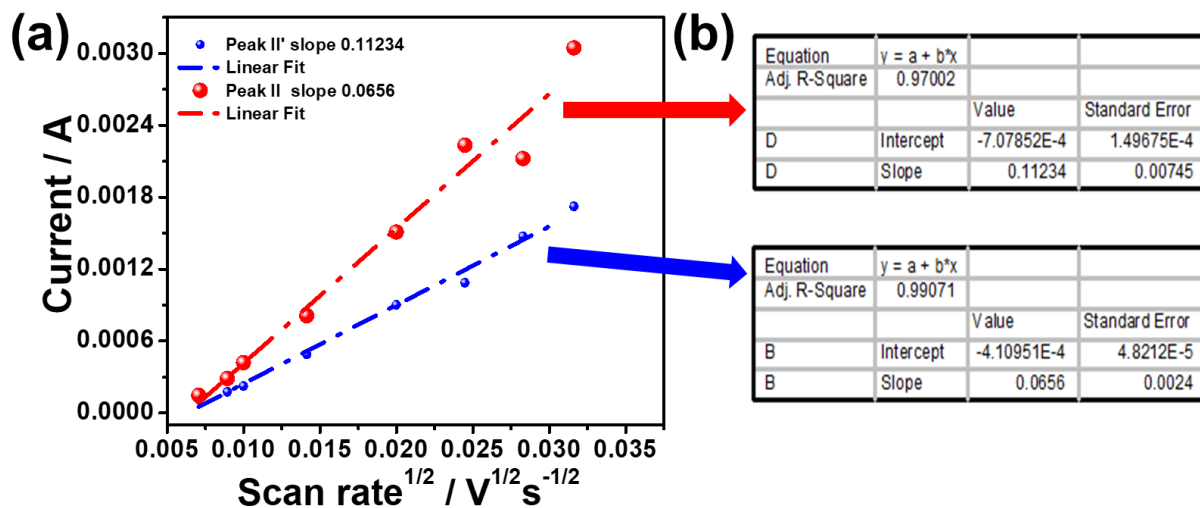 (a)
0.0030
0.0024
0.0018
0.0012
0.0006
0.0000
Current / A
Peak II' slope 0.11234
Linear Fit
Peak II slope 0.0656
Linear Fit
0.005 0.010 0.015 0.020 0.025 0.030 0.035
Scan rate^1/2 / V^1/2 s^-1/2
(b)
Equation y = a + b*x
Adj. R-Square 0.97002
Value Standard Error
D Intercept -7.07852E-4 1.49675E-4
D Slope 0.11234 0.00745
Equation y = a + b*x
Adj. R-Square 0.99071
Value Standard Error
B Intercept -4.10951E-4 4.8212E-5
B Slope 0.0656 0.0024